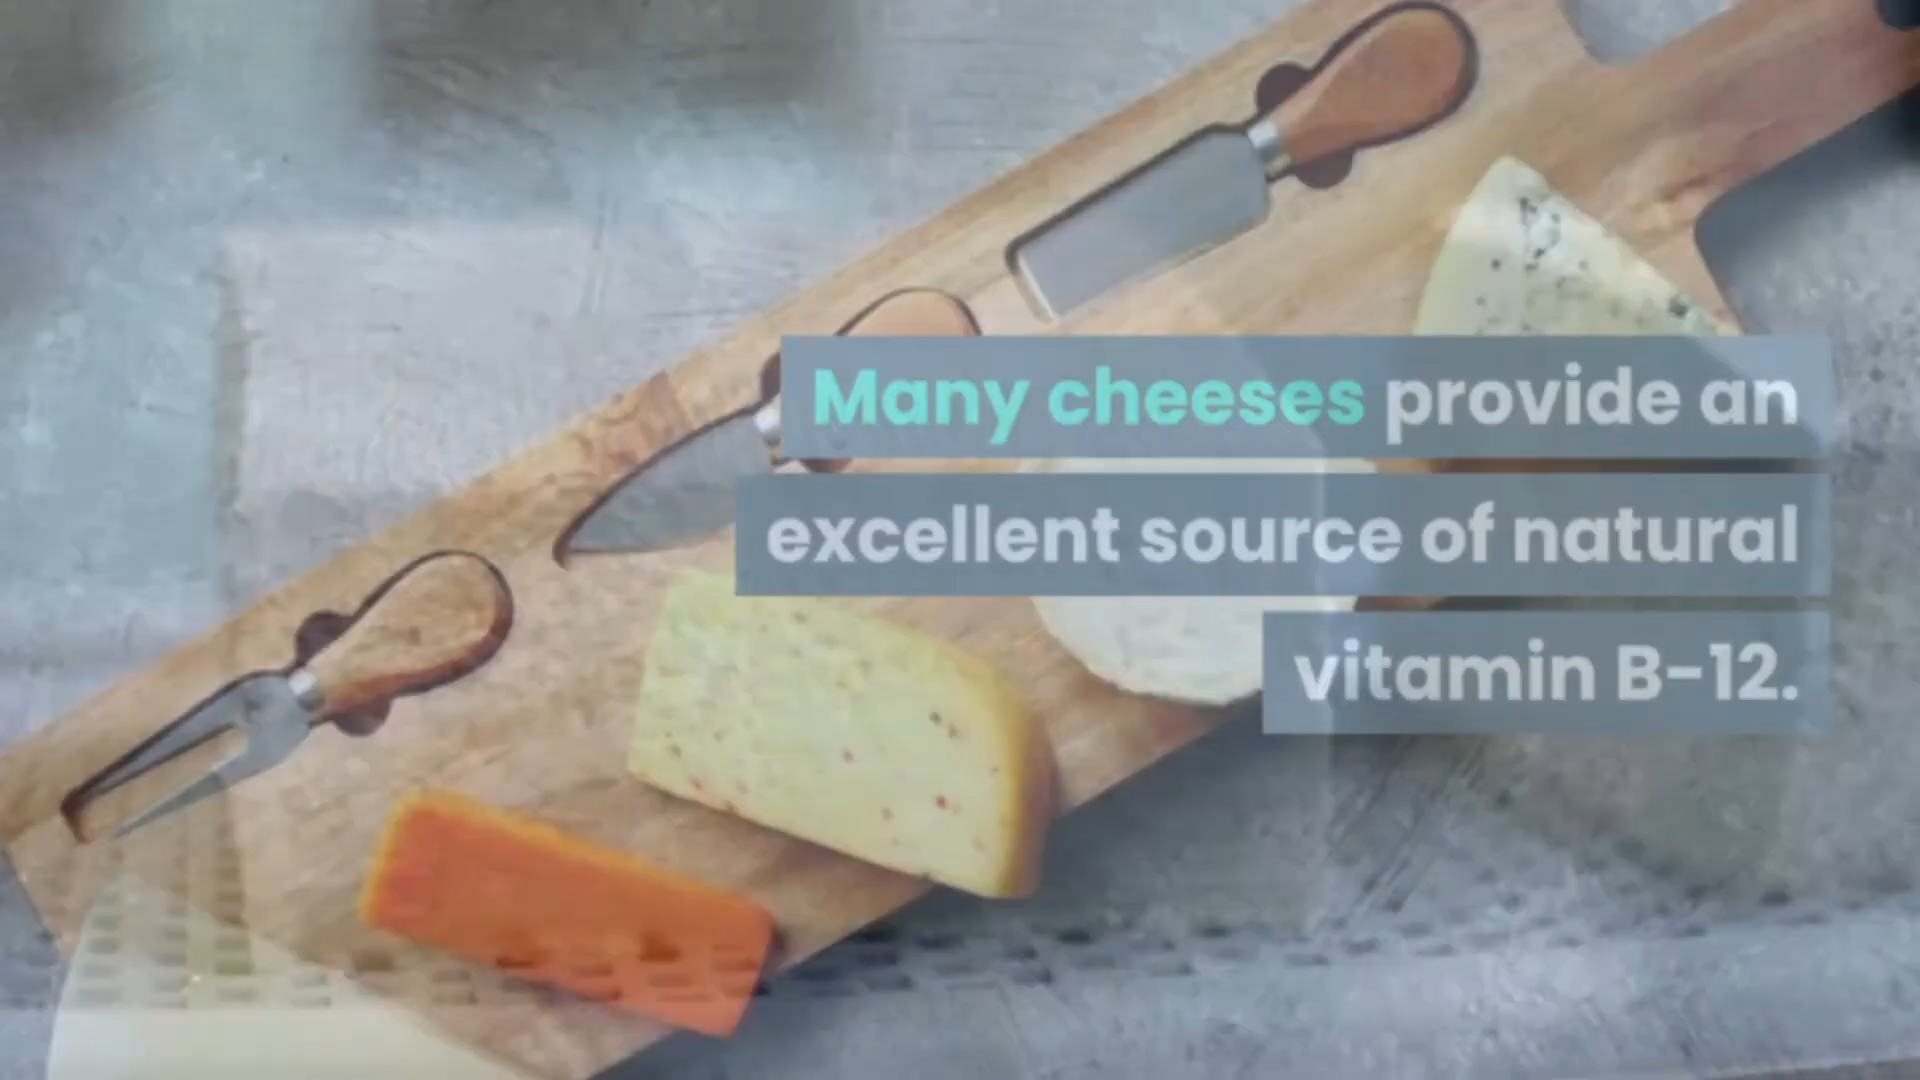 Many cheeses provide an
excellent source of natural
vitamin B-12.